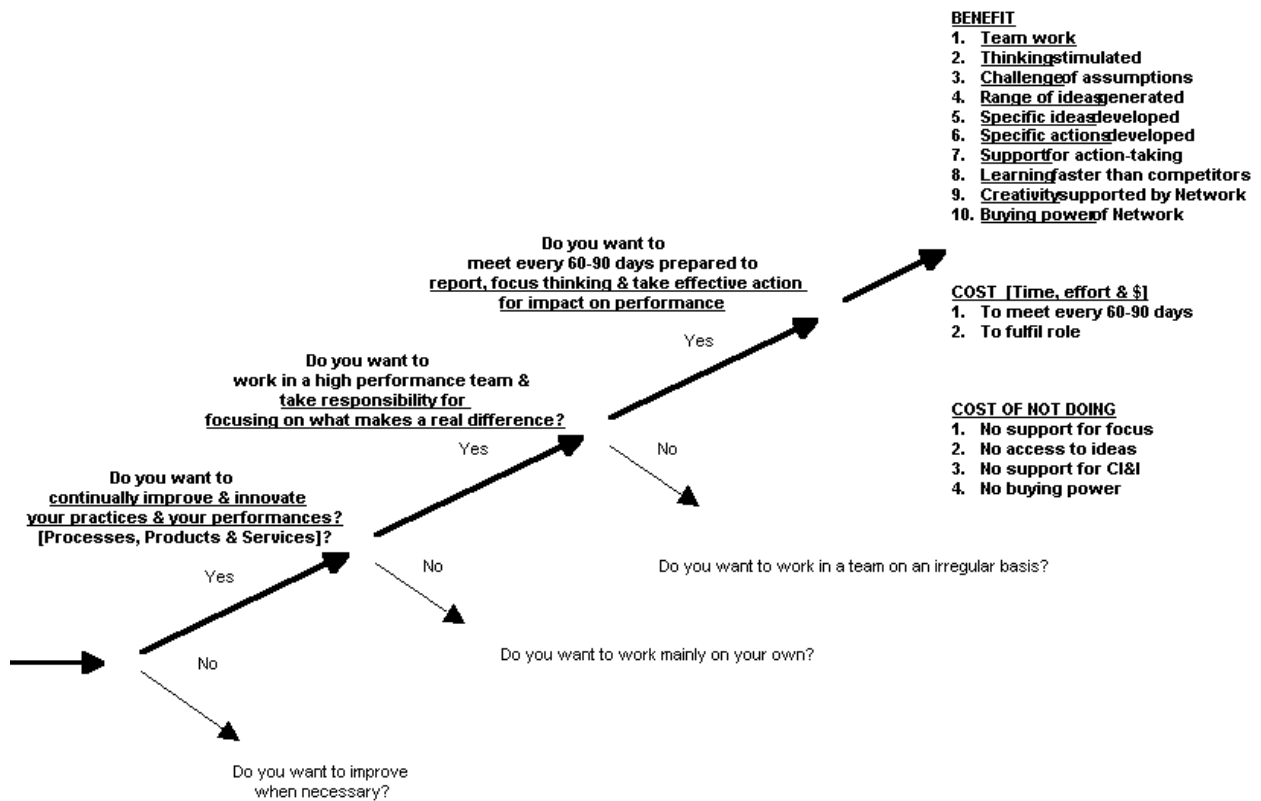 BENEFIT
1. Team work
2. Thinking stimulated
3. Challenge of assumptions
4. Range of ideas generated
5. Specific ideas developed
6. Specific actions developed
7. Support for action-taking
8. Learning faster than competitors
9. Creativity supported by Network
10. Buying power of Network
Do you want to
meet every 60-90 days prepared to
report, focus thinking & take effective action
for impact on performance
COST [Time, effort & $]
1. To meet every 60-90 days
2. To fulfil role
Yes
Do you want to
work in a high performance team &
take responsibility for
focusing on what makes a real difference?
COST OF NOT DOING
1. No support for focus
2. No access to ideas
3. No support for CI&I
4. No buying power
Yes
No
Do you want to
continually improve & innovate
your practices & your performances?
[Processes, Products & Services]?
Yes
No
Do you want to work in a team on an irregular basis?
No
Do you want to work mainly on your own?
Do you want to improve
when necessary?